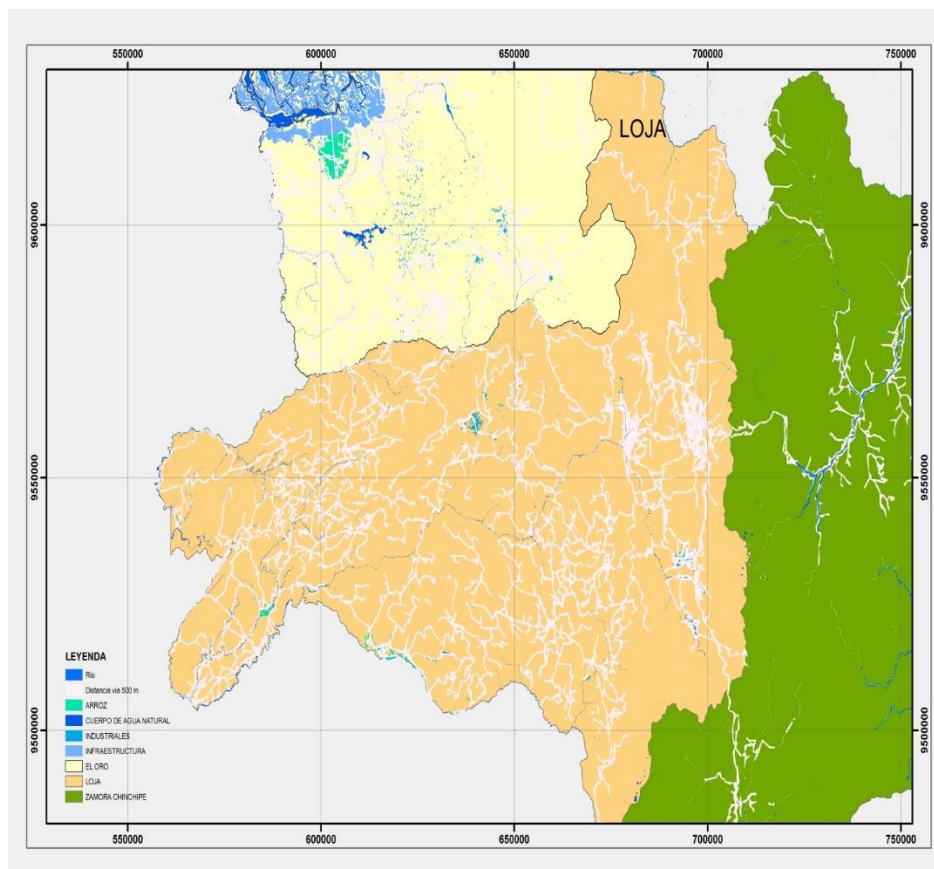 550000 600000 650000 700000 750000
LOJA
9600000 9600000
9550000 9550000
9500000 9500000
LEYENDA
Río
Distancia via 500 m
ARROZ
CUERPO DE AGUA NATURAL
INDUSTRIALES
INFRAESTRUCTURA
EL ORO
LOJA
ZAMORA CHINCHIPE
550000 600000 650000 700000 750000